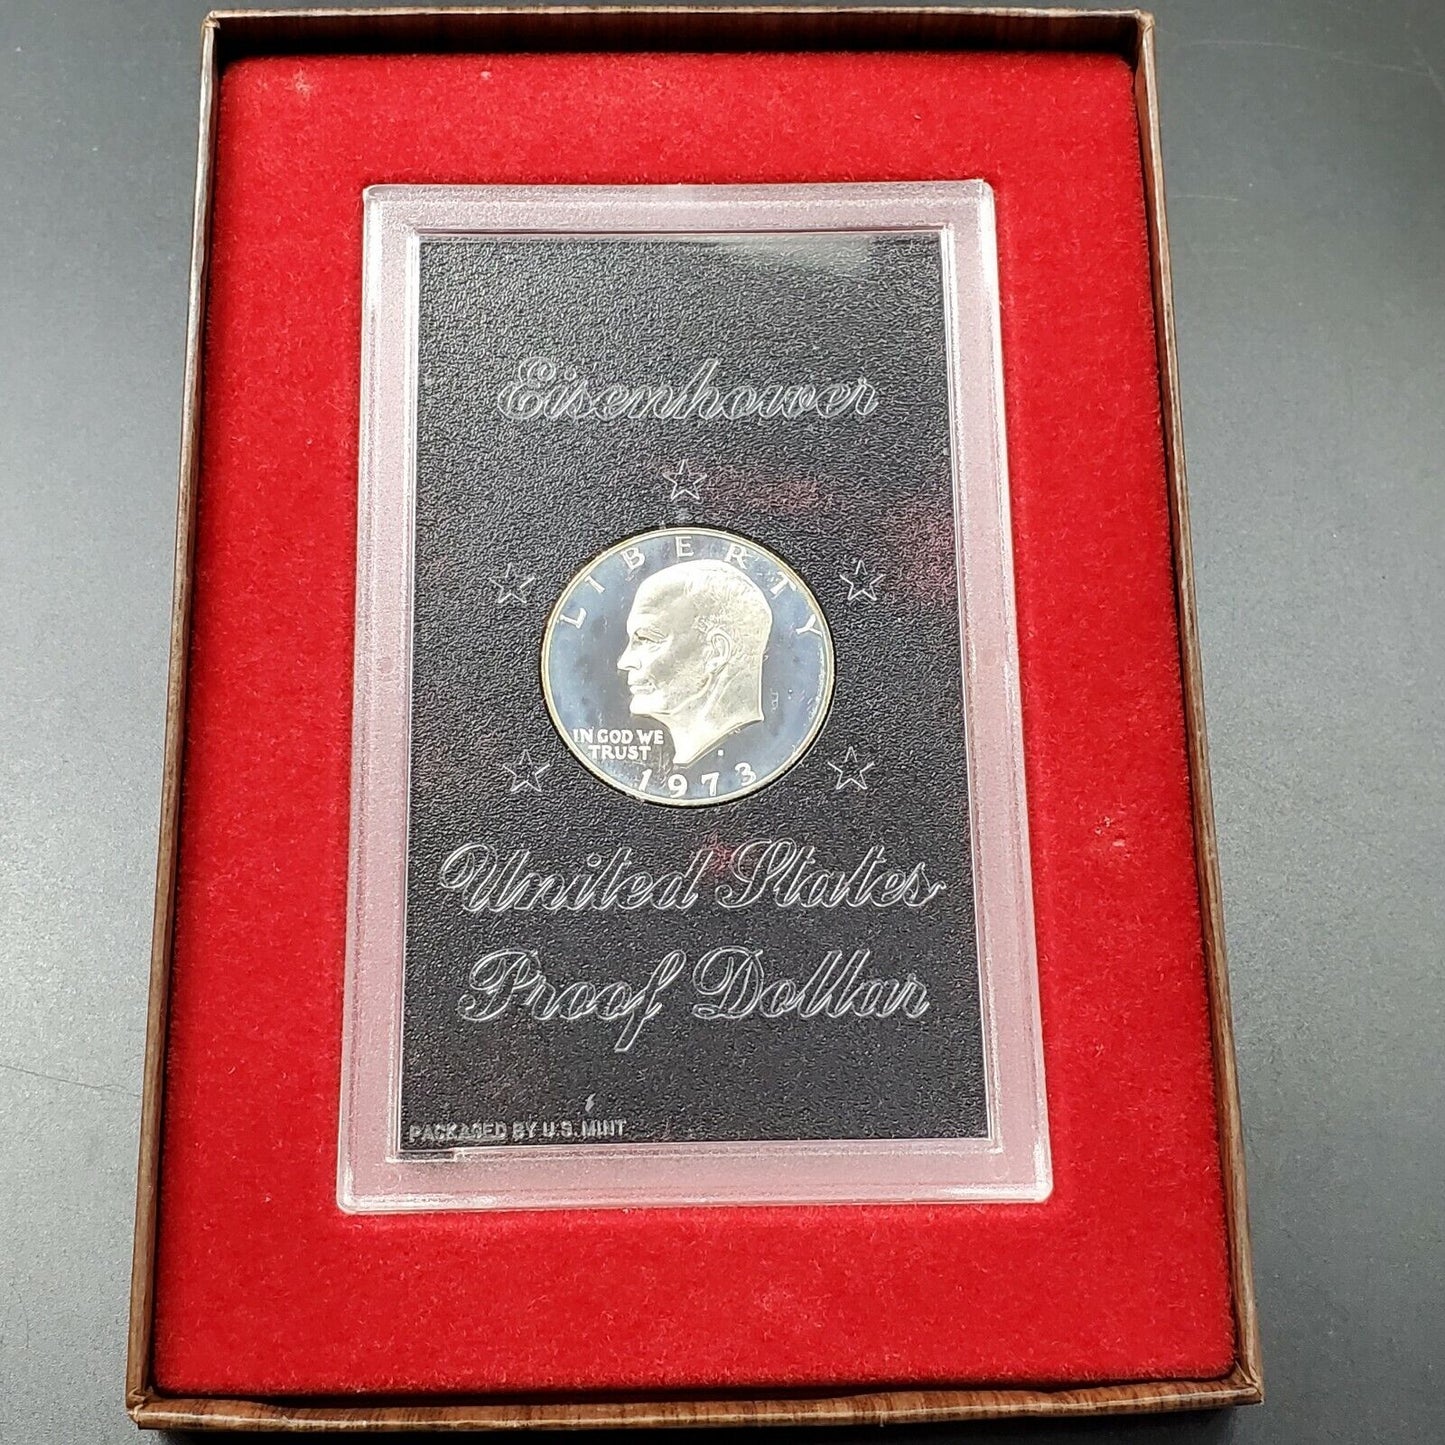 Eisenhower
LIBERTY
IN GOD WE
TRUST
1973
United States
Proof Dollar
PACKAGED BY U.S. MINT